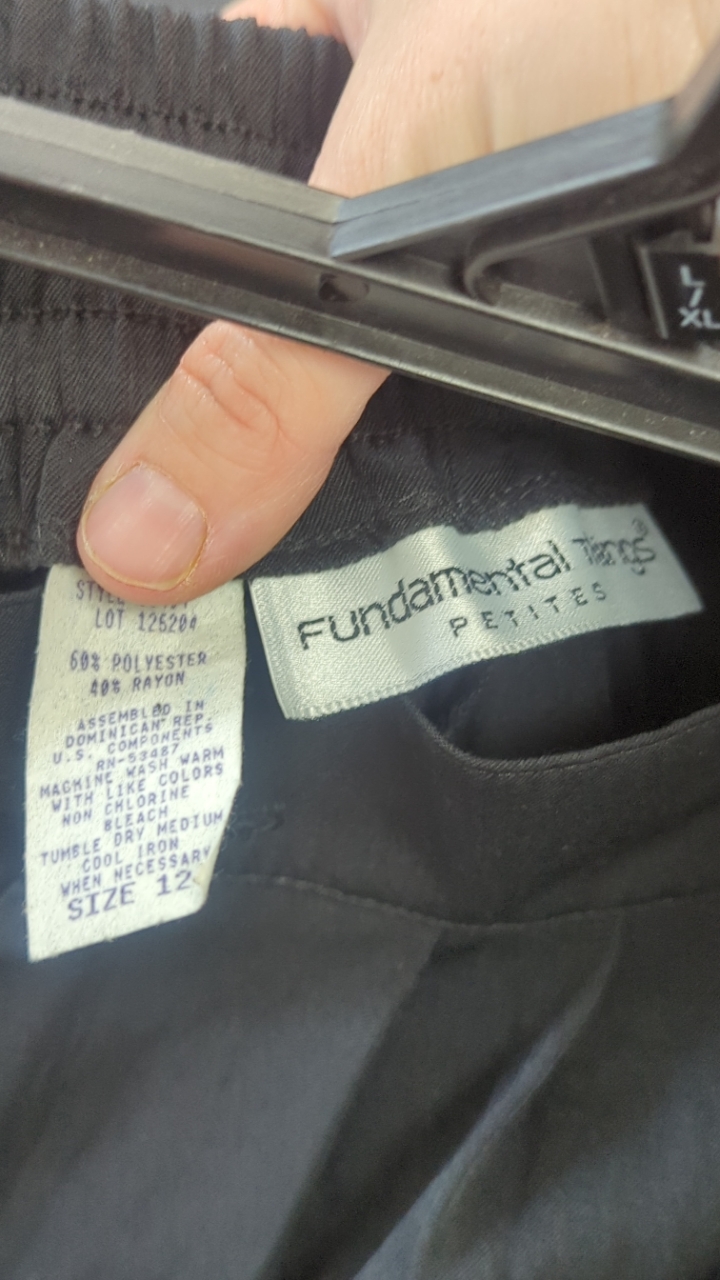 L
/
XL
Fundamental Things®
PETITES
STYLE
LOT 125204
60% POLYESTER
40% RAYON
ASSEMBLED IN
DOMINICAN REP.
U.S. COMPONENTS
RN-53487
MACHINE WASH WARM
WITH LIKE COLORS
NON CHLORINE
BLEACH
TUMBLE DRY MEDIUM
COOL IRON
WHEN NECESSARY
SIZE 12